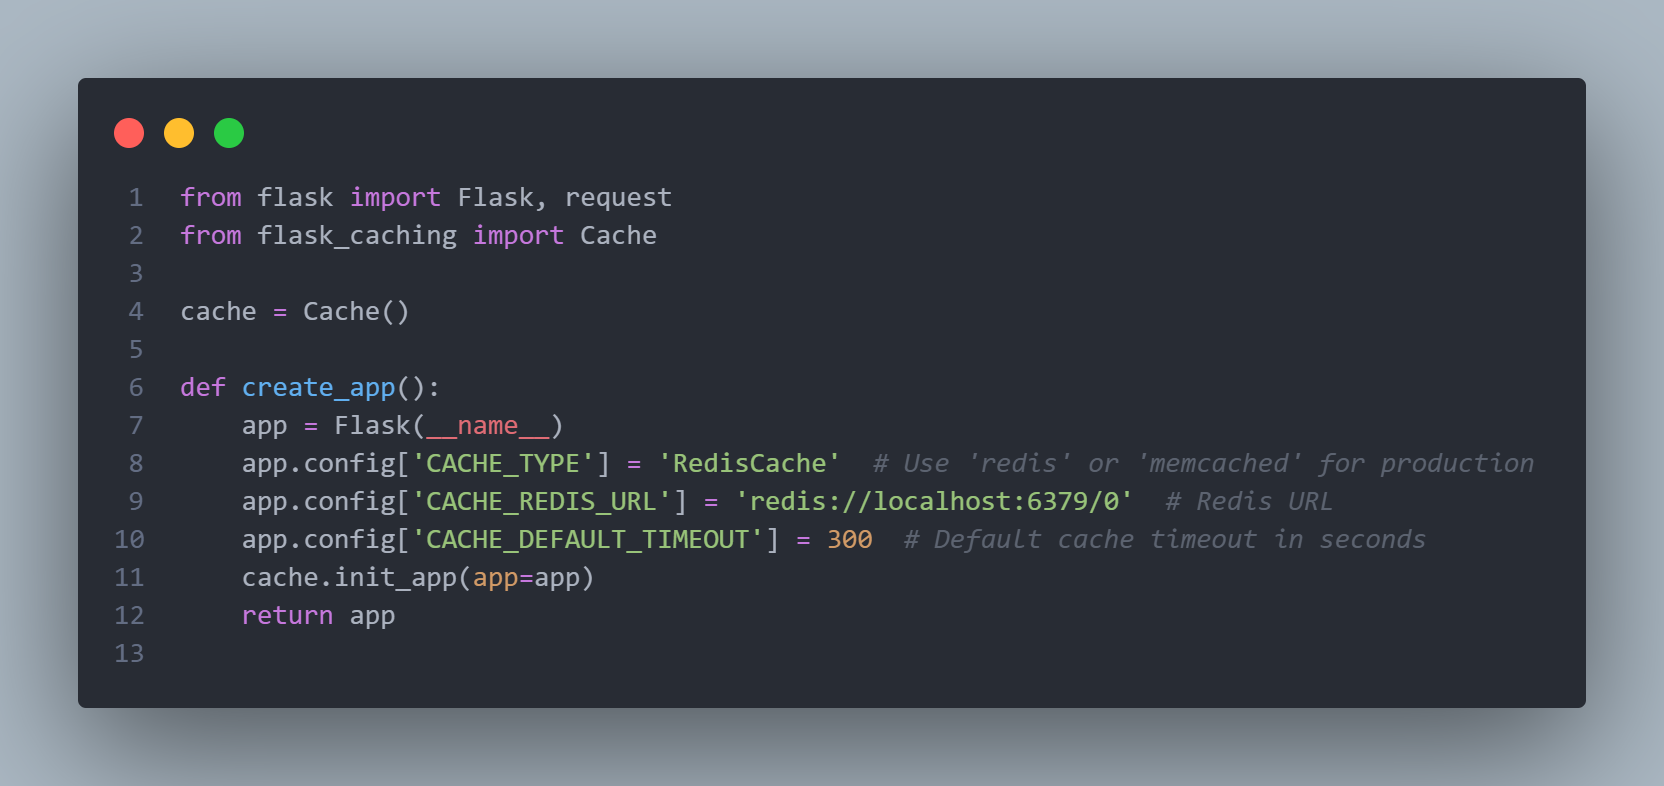 1 from flask import Flask, request
2 from flask_caching import Cache
3
4 cache = Cache()
5
6 def create_app():
7     app = Flask(__name__)
8     app.config['CACHE_TYPE'] = 'RedisCache'  # Use 'redis' or 'memcached' for production
9     app.config['CACHE_REDIS_URL'] = 'redis://localhost:6379/0'  # Redis URL
10     app.config['CACHE_DEFAULT_TIMEOUT'] = 300  # Default cache timeout in seconds
11     cache.init_app(app=app)
12     return app
13